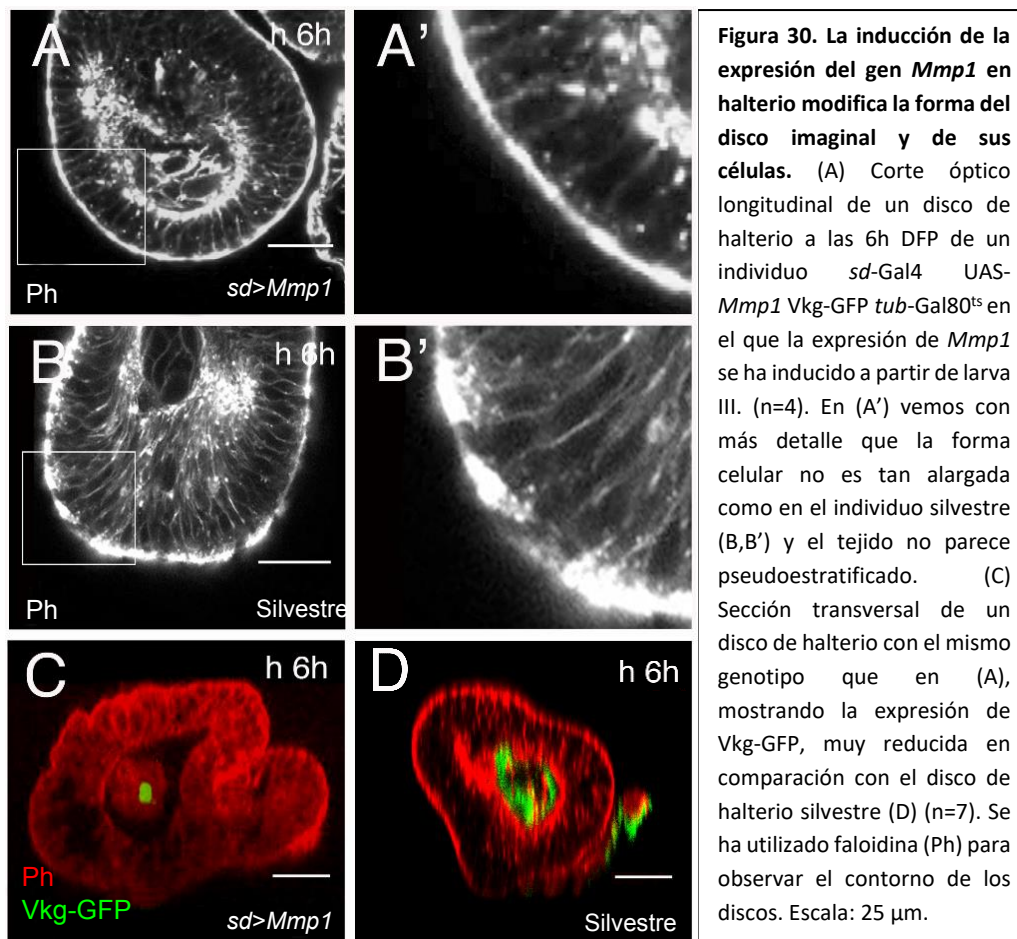 A
h 6h
Ph
sd>Mmp1
A’
B
h 6h
Ph
Silvestre
B’
C
h 6h
Ph
Vkg-GFP
sd>Mmp1
D
h 6h
Silvestre
Figura 30. La inducción de la
expresión del gen Mmp1 en
halterio modifica la forma del
disco imaginal y de sus
células. (A) Corte óptico
longitudinal de un disco de
halterio a las 6h DFP de un
individuo sd-Gal4 UAS-
Mmp1 Vkg-GFP tub-Gal80ts en
el que la expresión de Mmp1
se ha inducido a partir de larva
III. (n=4). En (A’) vemos con
más detalle que la forma
celular no es tan alargada
como en el individuo silvestre
(B,B’) y el tejido no parece
pseudoestratificado. (C)
Sección transversal de un
disco de halterio con el mismo
genotipo que en (A),
mostrando la expresión de
Vkg-GFP, muy reducida en
comparación con el disco de
halterio silvestre (D) (n=7). Se
ha utilizado faloidina (Ph) para
observar el contorno de los
discos. Escala: 25 µm.